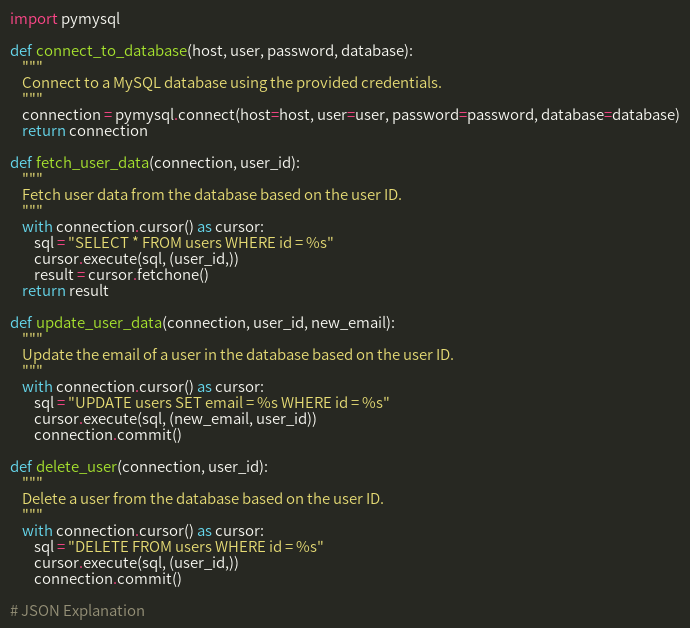 import pymysql

def connect_to_database(host, user, password, database):
    """
    Connect to a MySQL database using the provided credentials.
    """
    connection = pymysql.connect(host=host, user=user, password=password, database=database)
    return connection

def fetch_user_data(connection, user_id):
    """
    Fetch user data from the database based on the user ID.
    """
    with connection.cursor() as cursor:
        sql = "SELECT * FROM users WHERE id = %s"
        cursor.execute(sql, (user_id,))
        result = cursor.fetchone()
    return result

def update_user_data(connection, user_id, new_email):
    """
    Update the email of a user in the database based on the user ID.
    """
    with connection.cursor() as cursor:
        sql = "UPDATE users SET email = %s WHERE id = %s"
        cursor.execute(sql, (new_email, user_id))
        connection.commit()

def delete_user(connection, user_id):
    """
    Delete a user from the database based on the user ID.
    """
    with connection.cursor() as cursor:
        sql = "DELETE FROM users WHERE id = %s"
        cursor.execute(sql, (user_id,))
        connection.commit()

# JSON Explanation